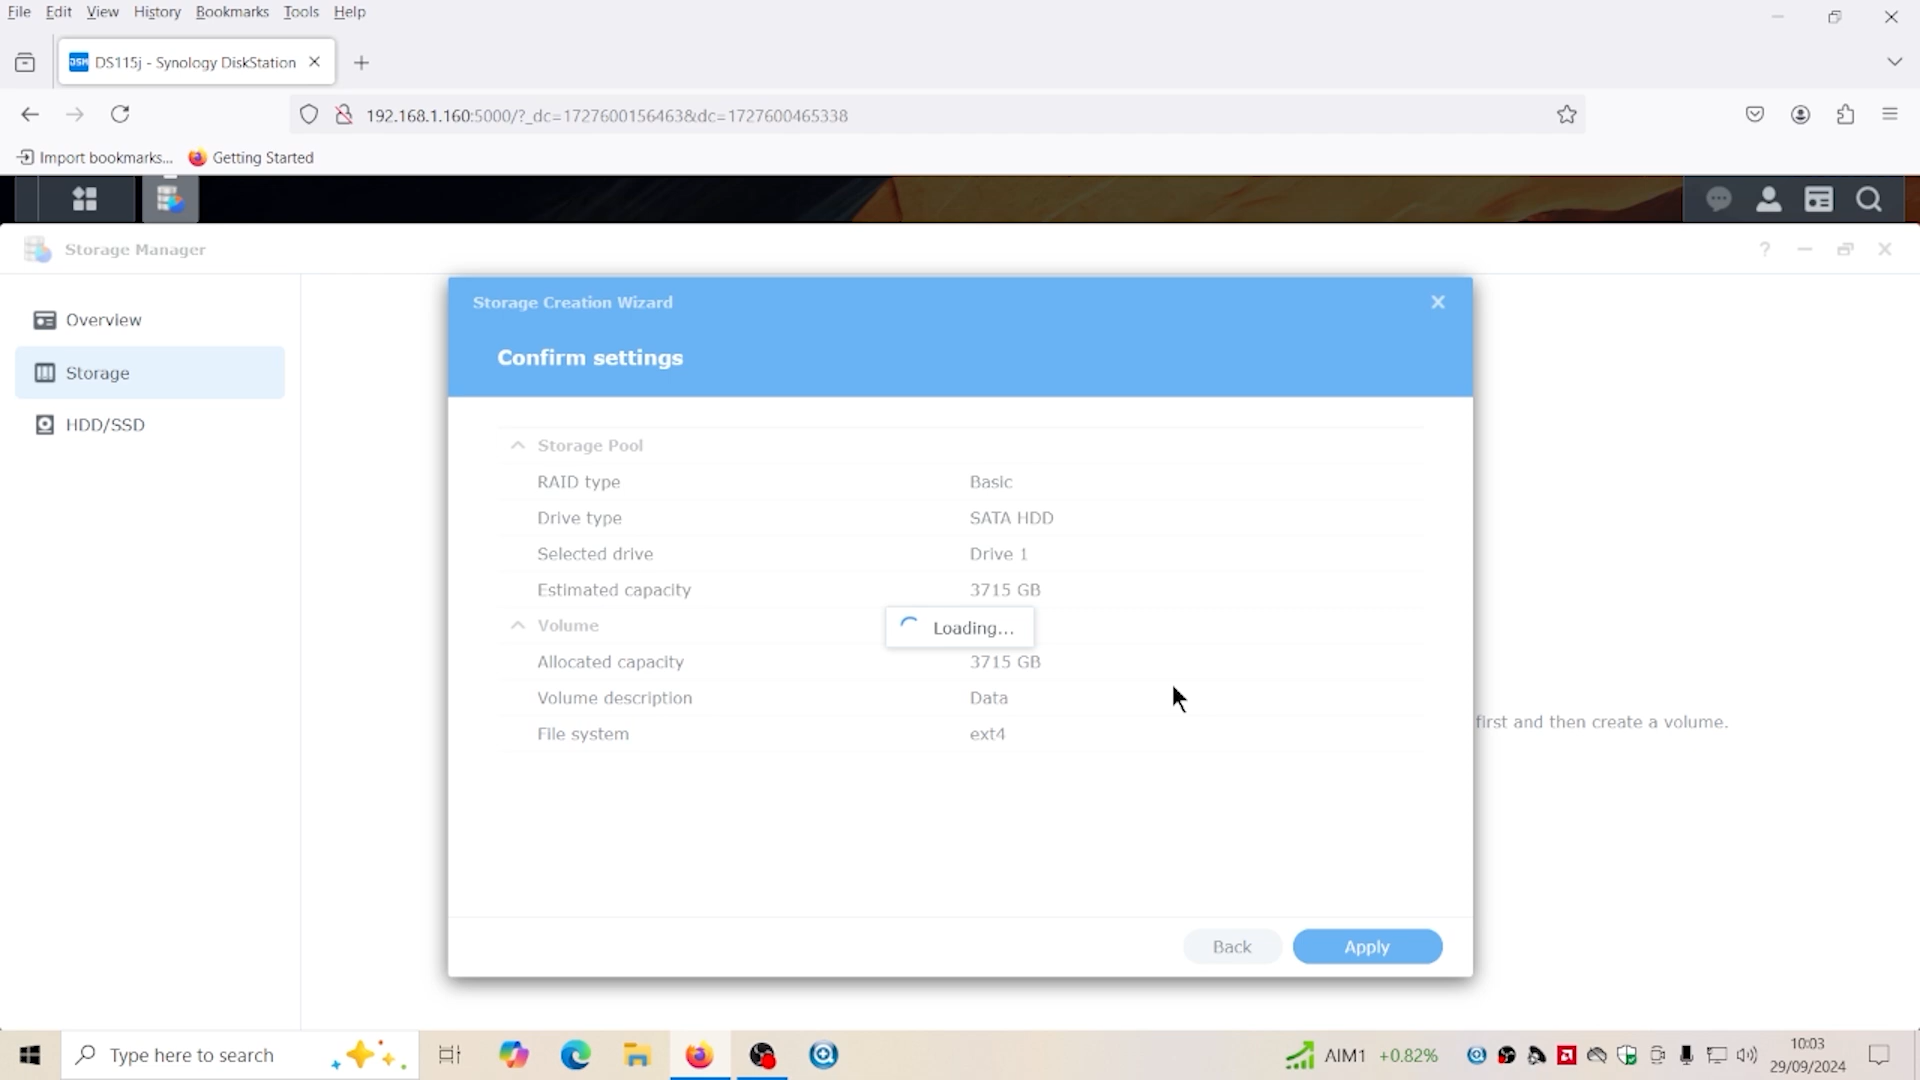 File Edit View History Bookmarks Tools Help
DSM DS115j - Synology DiskStation
192.168.1.160:5000/?_dc=1727600156463&dc=1727600465338
Import bookmarks... Getting Started
Storage Manager
?
Overview
Storage
HDD/SSD
Storage Creation Wizard
Confirm settings
Storage Pool
RAID type Basic
Drive type SATA HDD
Selected drive Drive 1
Estimated capacity 3715 GB
Volume
Loading...
Allocated capacity 3715 GB
Volume description Data
File system ext4
first and then create a volume.
Back Apply
Type here to search
AIM1 +0.82%
10:03
29/09/2024